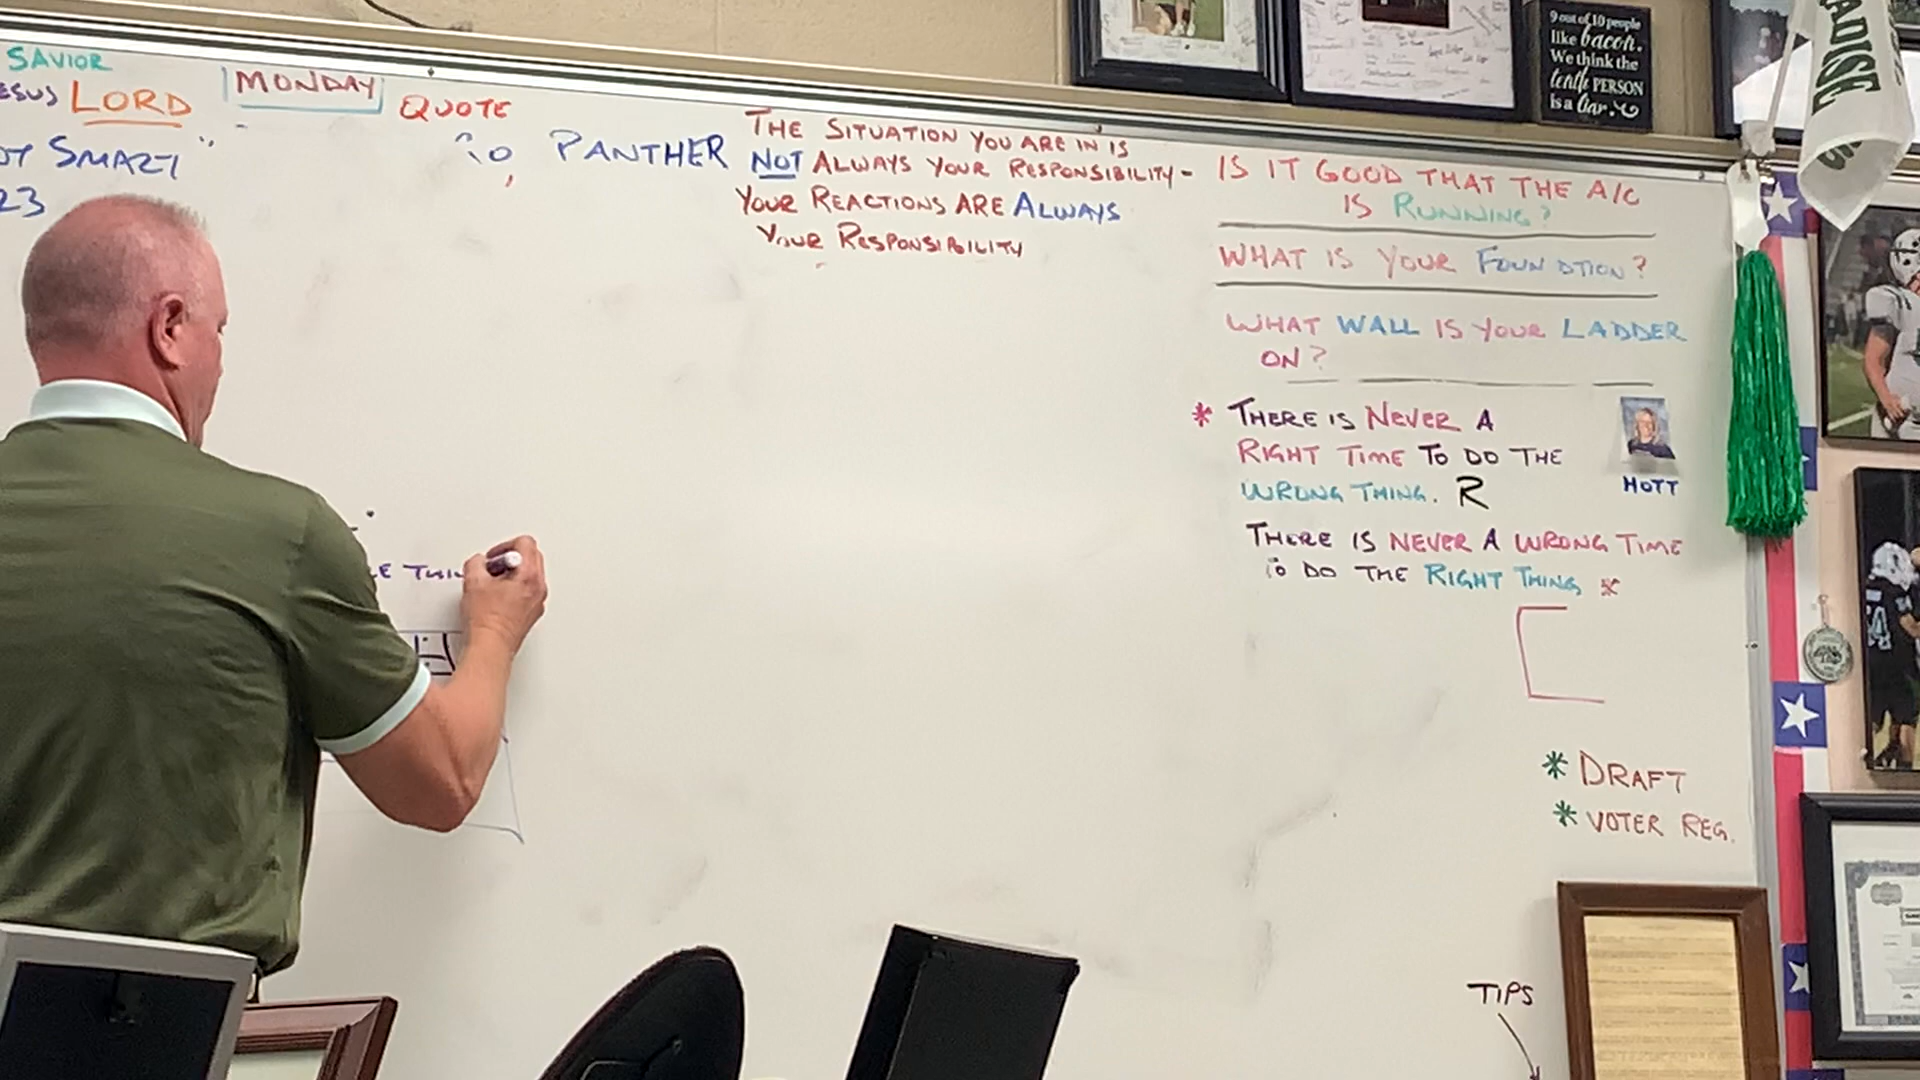 SAVIOR
LORD
SMART
23
MONDAY
QUOTE
PANTHER
THE SITUATION YOU ARE IN IS
NOT ALWAYS YOUR RESPONSIBILITY-
YOUR REACTIONS ARE ALWAYS
YOUR RESPONSIBILITY
IS IT GOOD THAT THE A/C
IS RUNNING?
WHAT IS YOUR FOUNDTION?
WHAT WALL IS YOUR LADDER
ON?
* THERE IS NEVER A
RIGHT TIME TO DO THE
WRONG THING. R
HOTT
THERE IS NEVER A WRONG TIME
TO DO THE RIGHT THING *
* DRAFT
* VOTER REG.
TIPS
9 out of 10 people
like bacon.
We think the
tenth PERSON
is a liar.